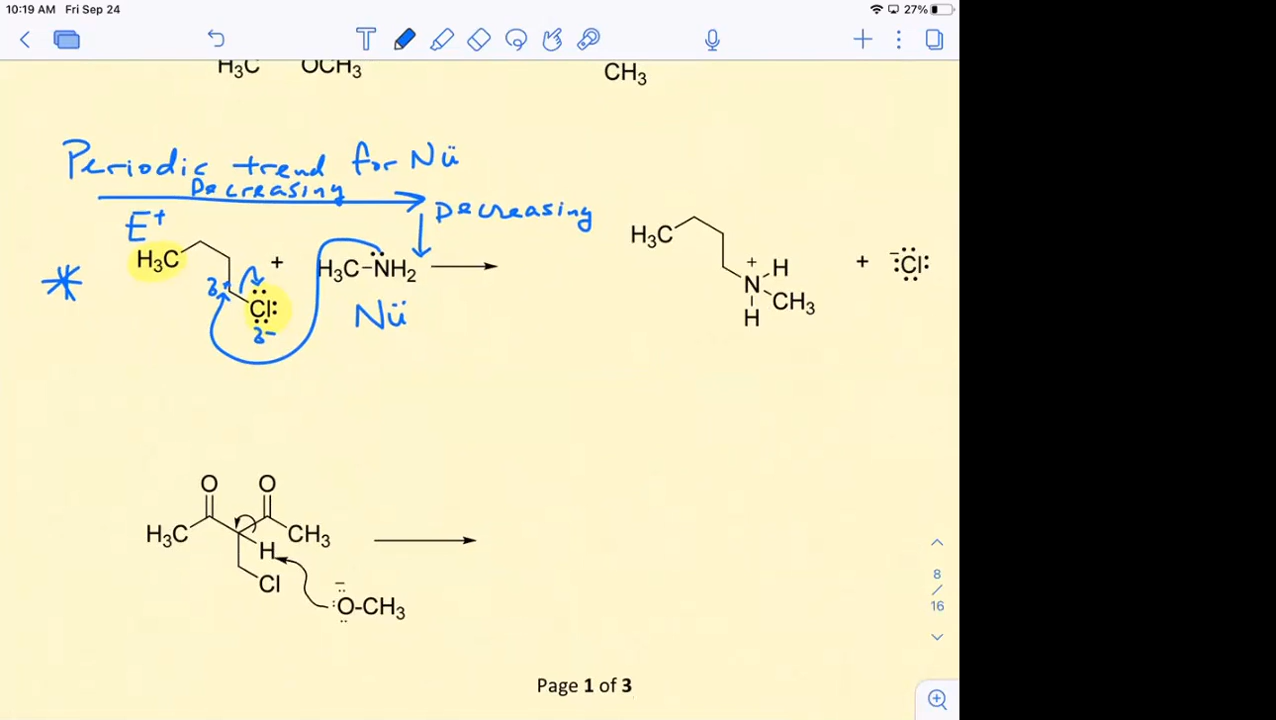 10:19 AM Fri Sep 24 27%
H₃C OCH₃ CH₃
Periodic trend for Nü
Decreasing
Decreasing
E⁺
H₃C + H₃C-N̈H₂
δ+ Cl
δ-
Nü
H₃C
+
N H
CH₃
H
+ ⁻Cl
O O
H₃C CH₃
H
Cl
⁻
O-CH₃
8
/
16
Page 1 of 3